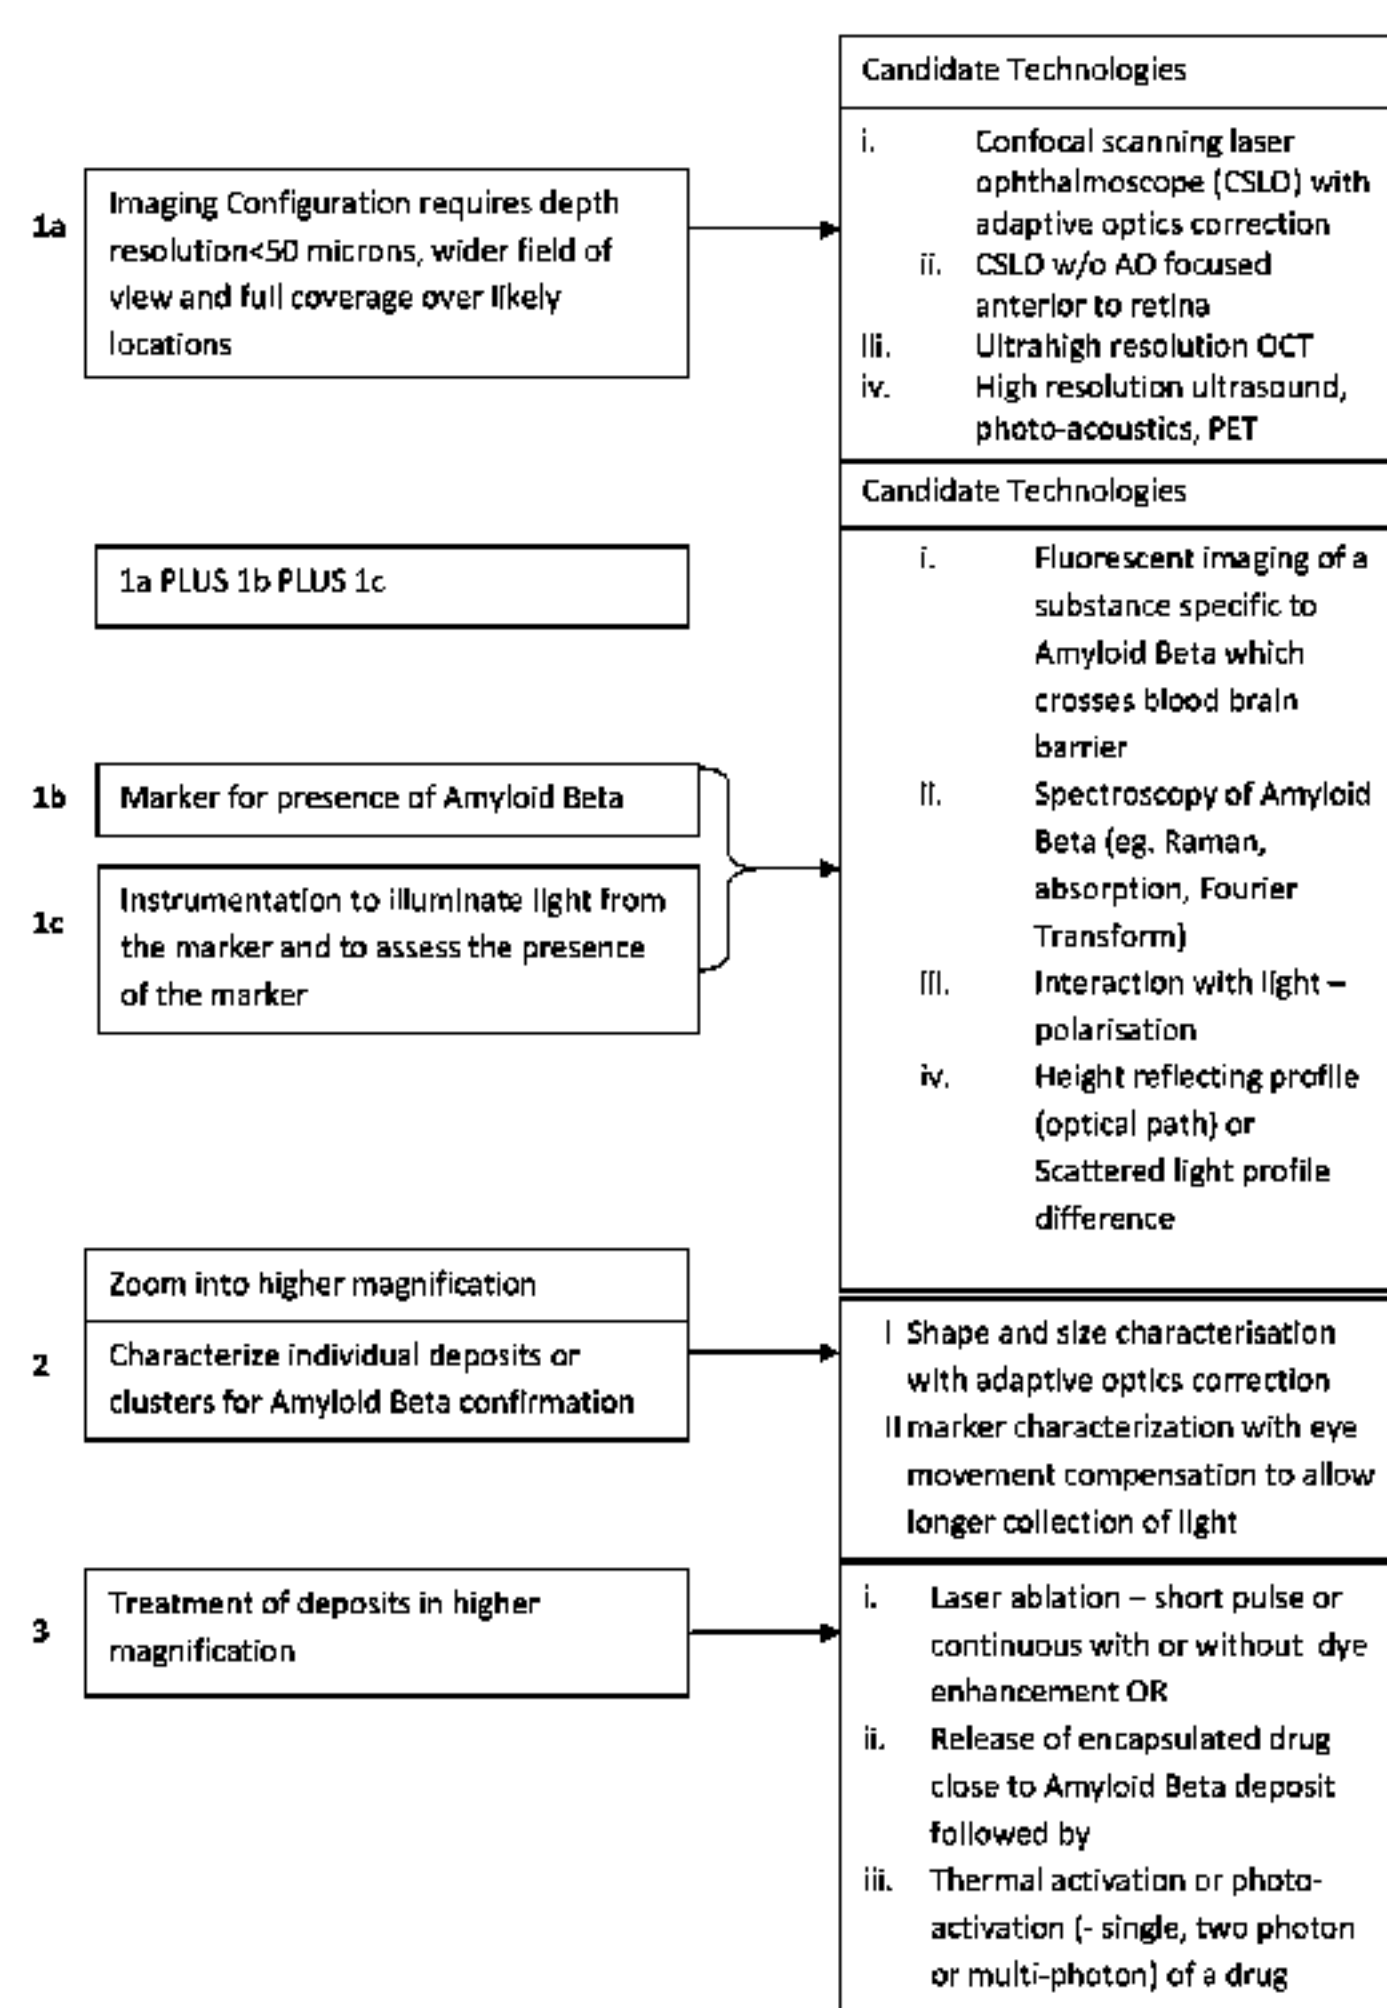 Candidate Technologies
i. Confocal scanning laser
ophthalmoscope (CSLO) with
adaptive optics correction
ii. CSLO w/o AO focused
anterior to retina
iii. Ultrahigh resolution OCT
iv. High resolution ultrasound,
photo-acoustics, PET
1a
Imaging Configuration requires depth
resolution<50 microns, wider field of
view and full coverage over likely
locations
1a PLUS 1b PLUS 1c
Candidate Technologies
i. Fluorescent imaging of a
substance specific to
Amyloid Beta which
crosses blood brain
barrier
ii. Spectroscopy of Amyloid
Beta (eg. Raman,
absorption, Fourier
Transform)
iii. Interaction with light –
polarisation
iv. Height reflecting profile
(optical path) or
Scattered light profile
difference
1b
Marker for presence of Amyloid Beta
1c
Instrumentation to illuminate light from
the marker and to assess the presence
of the marker
2
Zoom into higher magnification
Characterize individual deposits or
clusters for Amyloid Beta confirmation
I Shape and size characterisation
with adaptive optics correction
II marker characterization with eye
movement compensation to allow
longer collection of light
3
Treatment of deposits in higher
magnification
i. Laser ablation – short pulse or
continuous with or without dye
enhancement OR
ii. Release of encapsulated drug
close to Amyloid Beta deposit
followed by
iii. Thermal activation or photo-
activation (- single, two photon
or multi-photon) of a drug